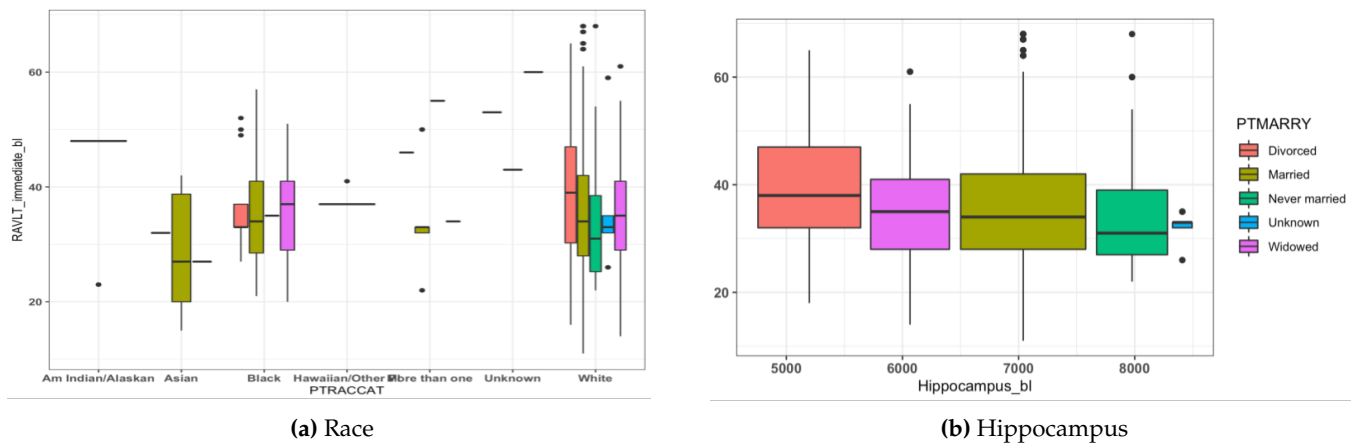 RAVLT_immediate_bl
60
40
20
Am Indian/Alaskan Asian Black Hawaiian/Other More than one Unknown White
PTRACCAT
(a) Race
60
40
20
5000 6000 7000 8000
Hippocampus_bl
PTMARRY
Divorced
Married
Never married
Unknown
Widowed
(b) Hippocampus